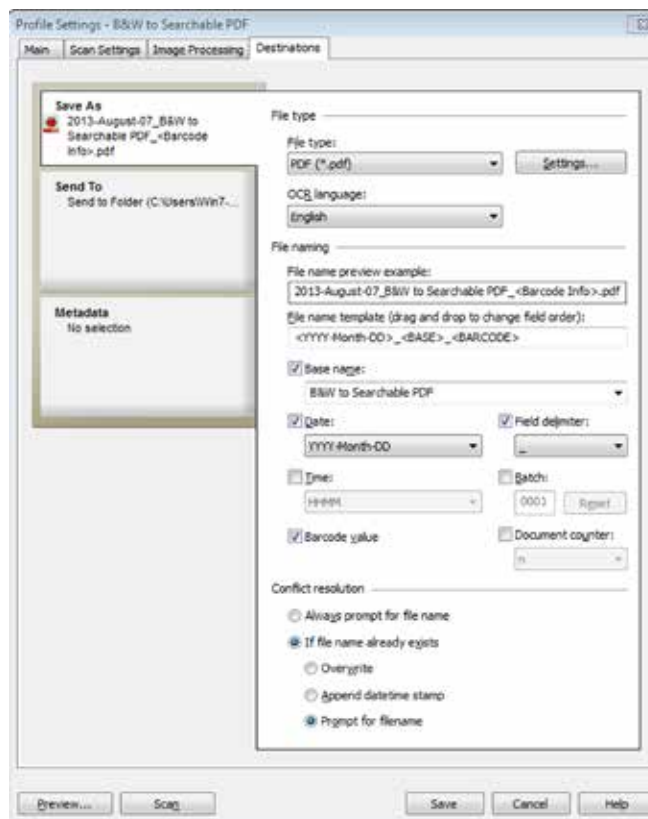 Profile Settings - B&W to Searchable PDF
Main Scan Settings Image Processing Destinations
Save As
2013-August-07_B&W to
Searchable PDF_<Barcode
Info>.pdf
Send To
Send to Folder (C:\Users\Win7-...
Metadata
No selection
File type
File type:
PDF (*.pdf) Settings...
OCR language:
English
File naming
File name preview example:
2013-August-07_B&W to Searchable PDF_<Barcode Info>.pdf
File name template (drag and drop to change field order):
<YYYY-Month-DD>_<BASE>_<BARCODE>
Base name:
B&W to Searchable PDF
Date: Field delimiter:
YYYY-Month-DD _
Time: Batch:
HHMM 0001 Reset
Barcode value Document counter:
n
Conflict resolution
Always prompt for file name
If file name already exists
Overwrite
Append datetime stamp
Prompt for filename
Preview... Scan Save Cancel Help